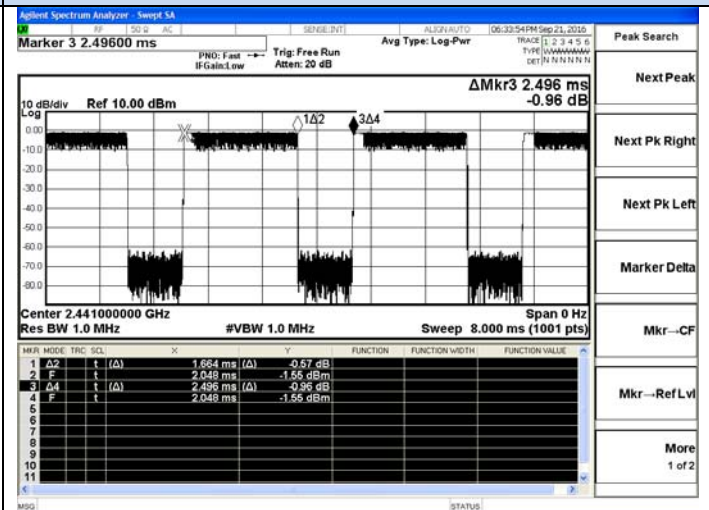 Agilent Spectrum Analyzer - Swept SA
RF 50 Ω AC SENSE:INT ALIGN AUTO 06:33:54 PM Sep 21, 2016
Marker 3 2.49600 ms
PNO: Fast
IFGain:Low
Trig: Free Run
Atten: 20 dB
Avg Type: Log-Pwr
TRACE 1 2 3 4 5 6
TYPE WWWWWW
DET N N N N N N
ΔMkr3 2.496 ms
-0.96 dB
10 dB/div Ref 10.00 dBm
Log
1Δ2 3Δ4
0.00
-10.0
-20.0
-30.0
-40.0
-50.0
-60.0
-70.0
-80.0
Center 2.441000000 GHz Span 0 Hz
Res BW 1.0 MHz #VBW 1.0 MHz Sweep 8.000 ms (1001 pts)
MKR MODE TRC SCL X Y FUNCTION FUNCTION WIDTH FUNCTION VALUE
1 Δ2 t (Δ) 1.664 ms (Δ) -0.57 dB
2 F t 2.048 ms -1.55 dBm
3 Δ4 t (Δ) 2.496 ms (Δ) -0.96 dB
4 F t 2.048 ms -1.55 dBm
5
6
7
8
9
10
11
MSG STATUS
Peak Search
Next Peak
Next Pk Right
Next Pk Left
Marker Delta
Mkr→CF
Mkr→Ref Lvl
More
1 of 2